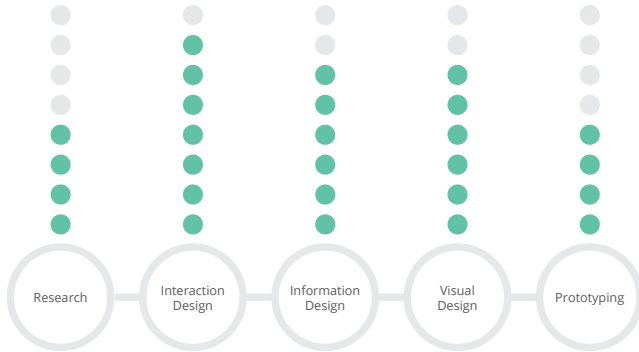 Research
Interaction
Design
Information
Design
Visual
Design
Prototyping